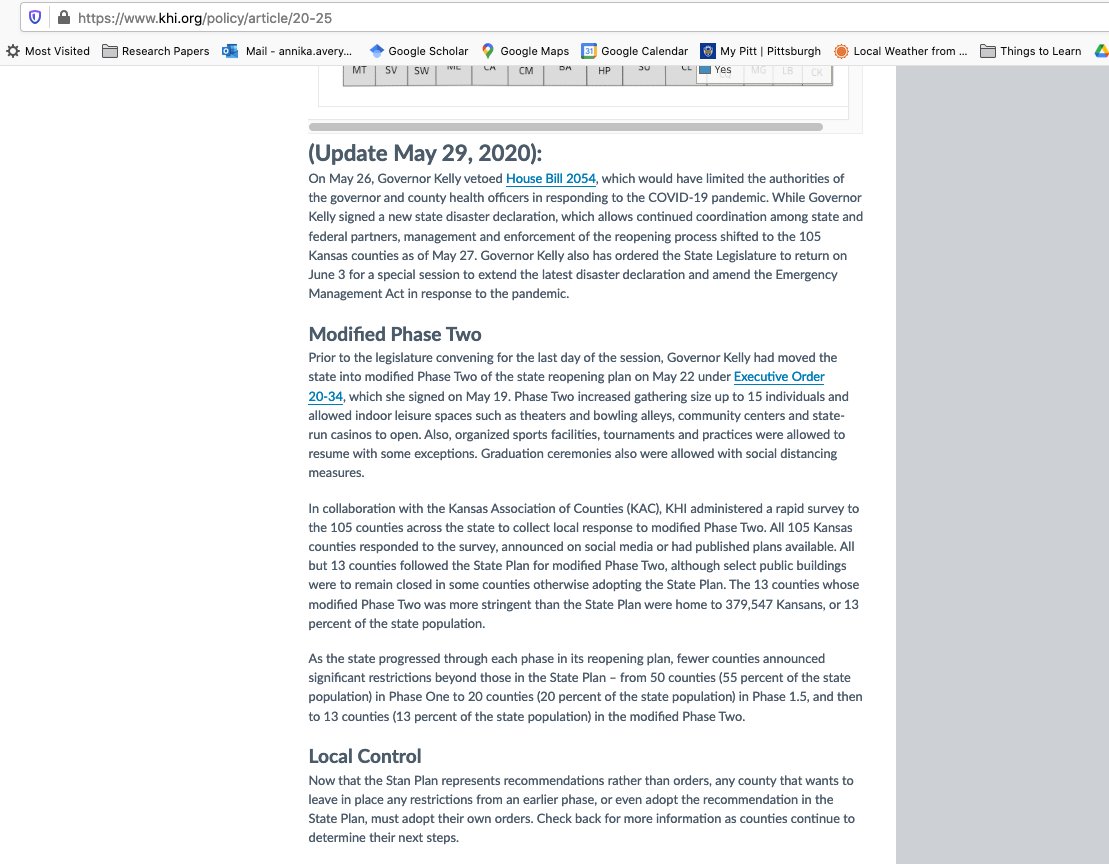 https://www.khi.org/policy/article/20-25
Most Visited Research Papers Mail - annika.avery... Google Scholar Google Maps 31 Google Calendar My Pitt | Pittsburgh Local Weather from ... Things to Learn
MT SV SW ME CA CM BA HP SU CL Yes MG LB CK
(Update May 29, 2020):
On May 26, Governor Kelly vetoed House Bill 2054, which would have limited the authorities of
the governor and county health officers in responding to the COVID-19 pandemic. While Governor
Kelly signed a new state disaster declaration, which allows continued coordination among state and
federal partners, management and enforcement of the reopening process shifted to the 105
Kansas counties as of May 27. Governor Kelly also has ordered the State Legislature to return on
June 3 for a special session to extend the latest disaster declaration and amend the Emergency
Management Act in response to the pandemic.
Modified Phase Two
Prior to the legislature convening for the last day of the session, Governor Kelly had moved the
state into modified Phase Two of the state reopening plan on May 22 under Executive Order
20-34, which she signed on May 19. Phase Two increased gathering size up to 15 individuals and
allowed indoor leisure spaces such as theaters and bowling alleys, community centers and state-
run casinos to open. Also, organized sports facilities, tournaments and practices were allowed to
resume with some exceptions. Graduation ceremonies also were allowed with social distancing
measures.
In collaboration with the Kansas Association of Counties (KAC), KHI administered a rapid survey to
the 105 counties across the state to collect local response to modified Phase Two. All 105 Kansas
counties responded to the survey, announced on social media or had published plans available. All
but 13 counties followed the State Plan for modified Phase Two, although select public buildings
were to remain closed in some counties otherwise adopting the State Plan. The 13 counties whose
modified Phase Two was more stringent than the State Plan were home to 379,547 Kansans, or 13
percent of the state population.
As the state progressed through each phase in its reopening plan, fewer counties announced
significant restrictions beyond those in the State Plan – from 50 counties (55 percent of the state
population) in Phase One to 20 counties (20 percent of the state population) in Phase 1.5, and then
to 13 counties (13 percent of the state population) in the modified Phase Two.
Local Control
Now that the Stan Plan represents recommendations rather than orders, any county that wants to
leave in place any restrictions from an earlier phase, or even adopt the recommendation in the
State Plan, must adopt their own orders. Check back for more information as counties continue to
determine their next steps.